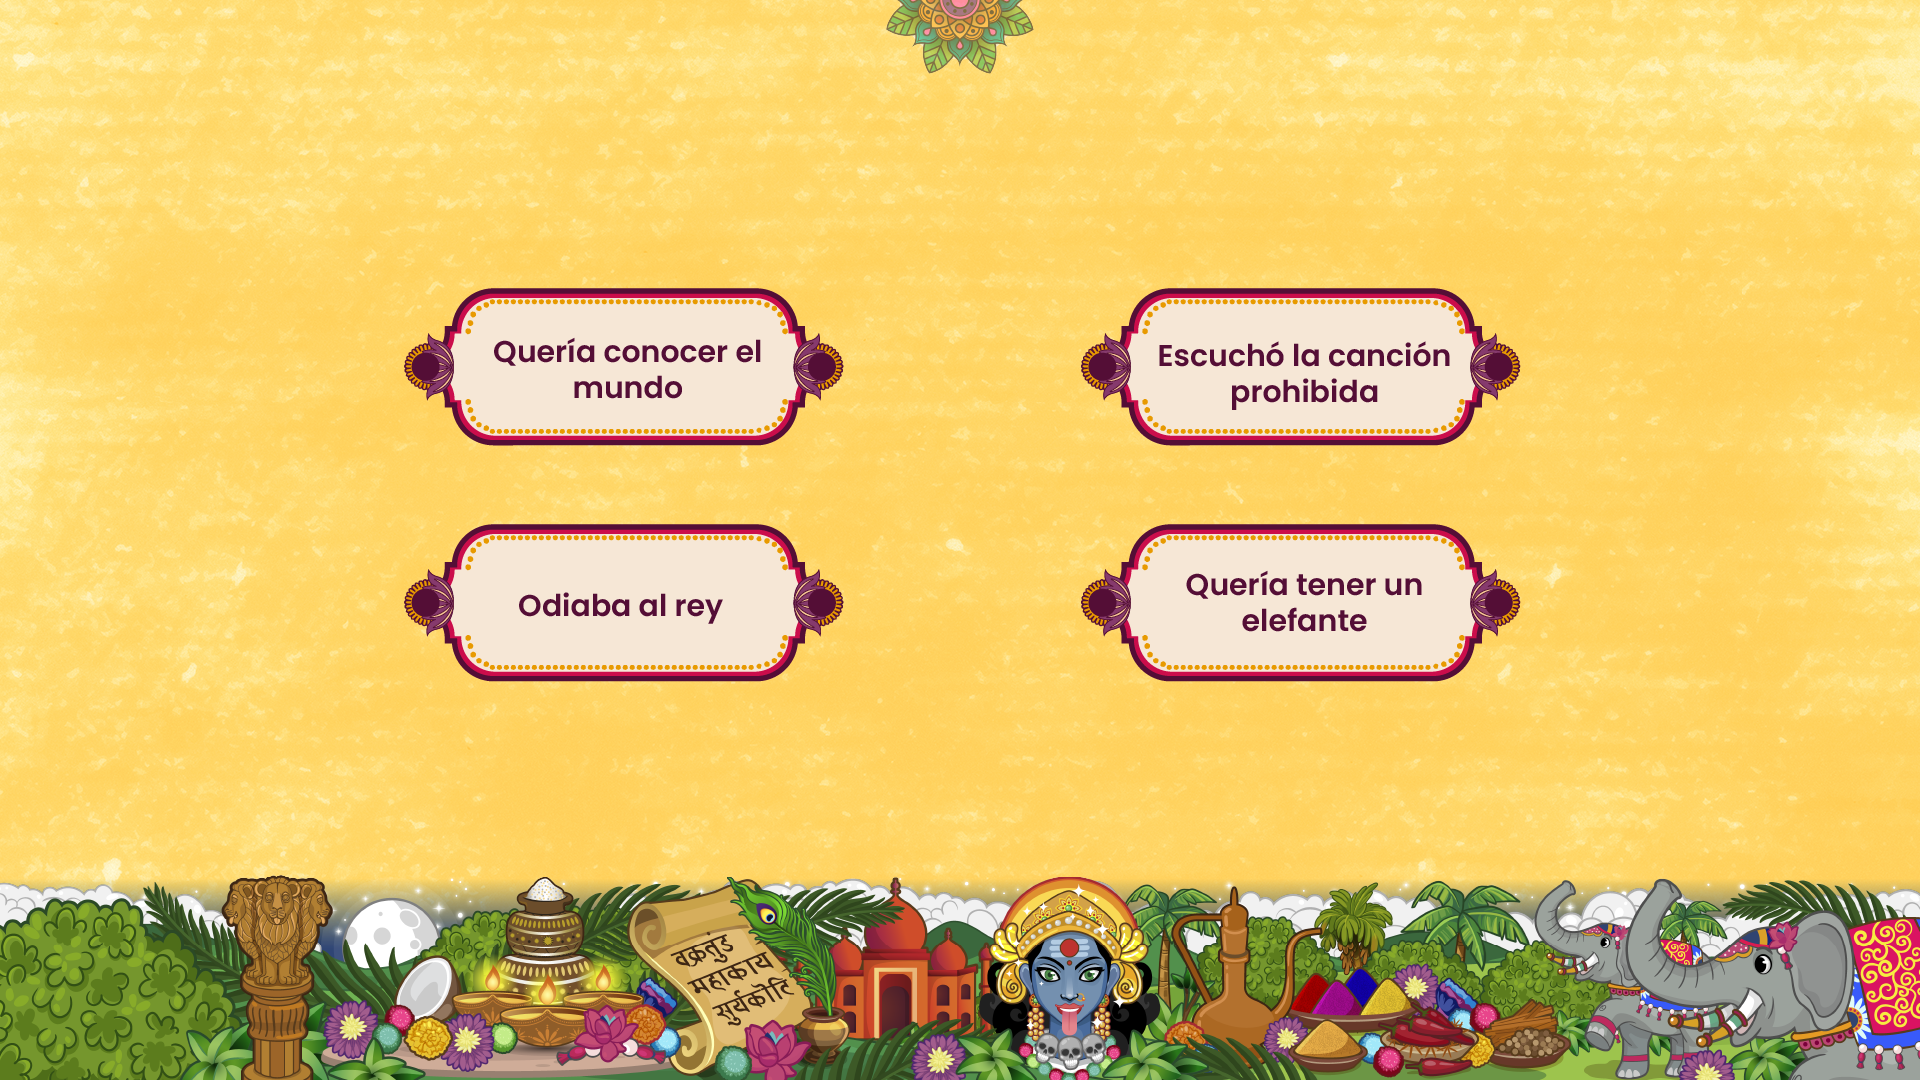 Quería conocer el
mundo
Escuchó la canción
prohibida
Odiaba al rey
Quería tener un
elefante
वक्रतुंड
महाकाय
सुर्यकोटि